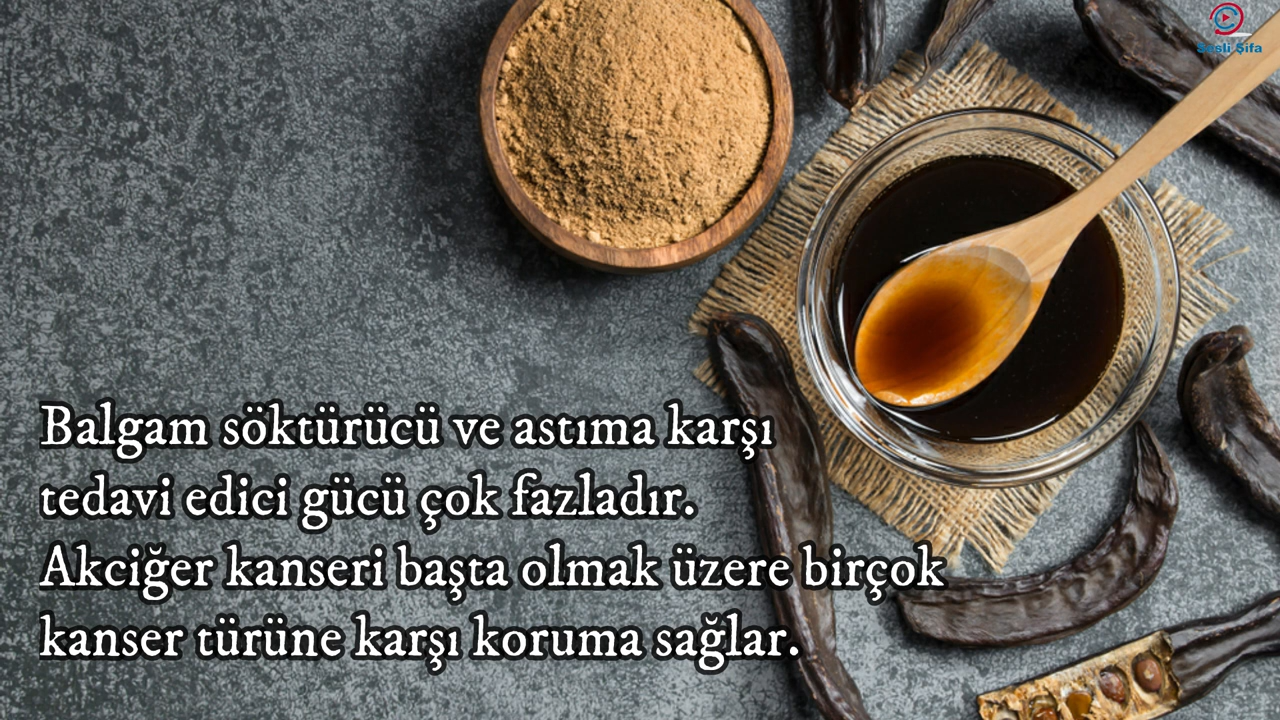 Sesli Şifa
Balgam söktürücü ve astıma karşı
tedavi edici gücü çok fazladır.
Akciğer kanseri başta olmak üzere birçok
kanser türüne karşı koruma sağlar.